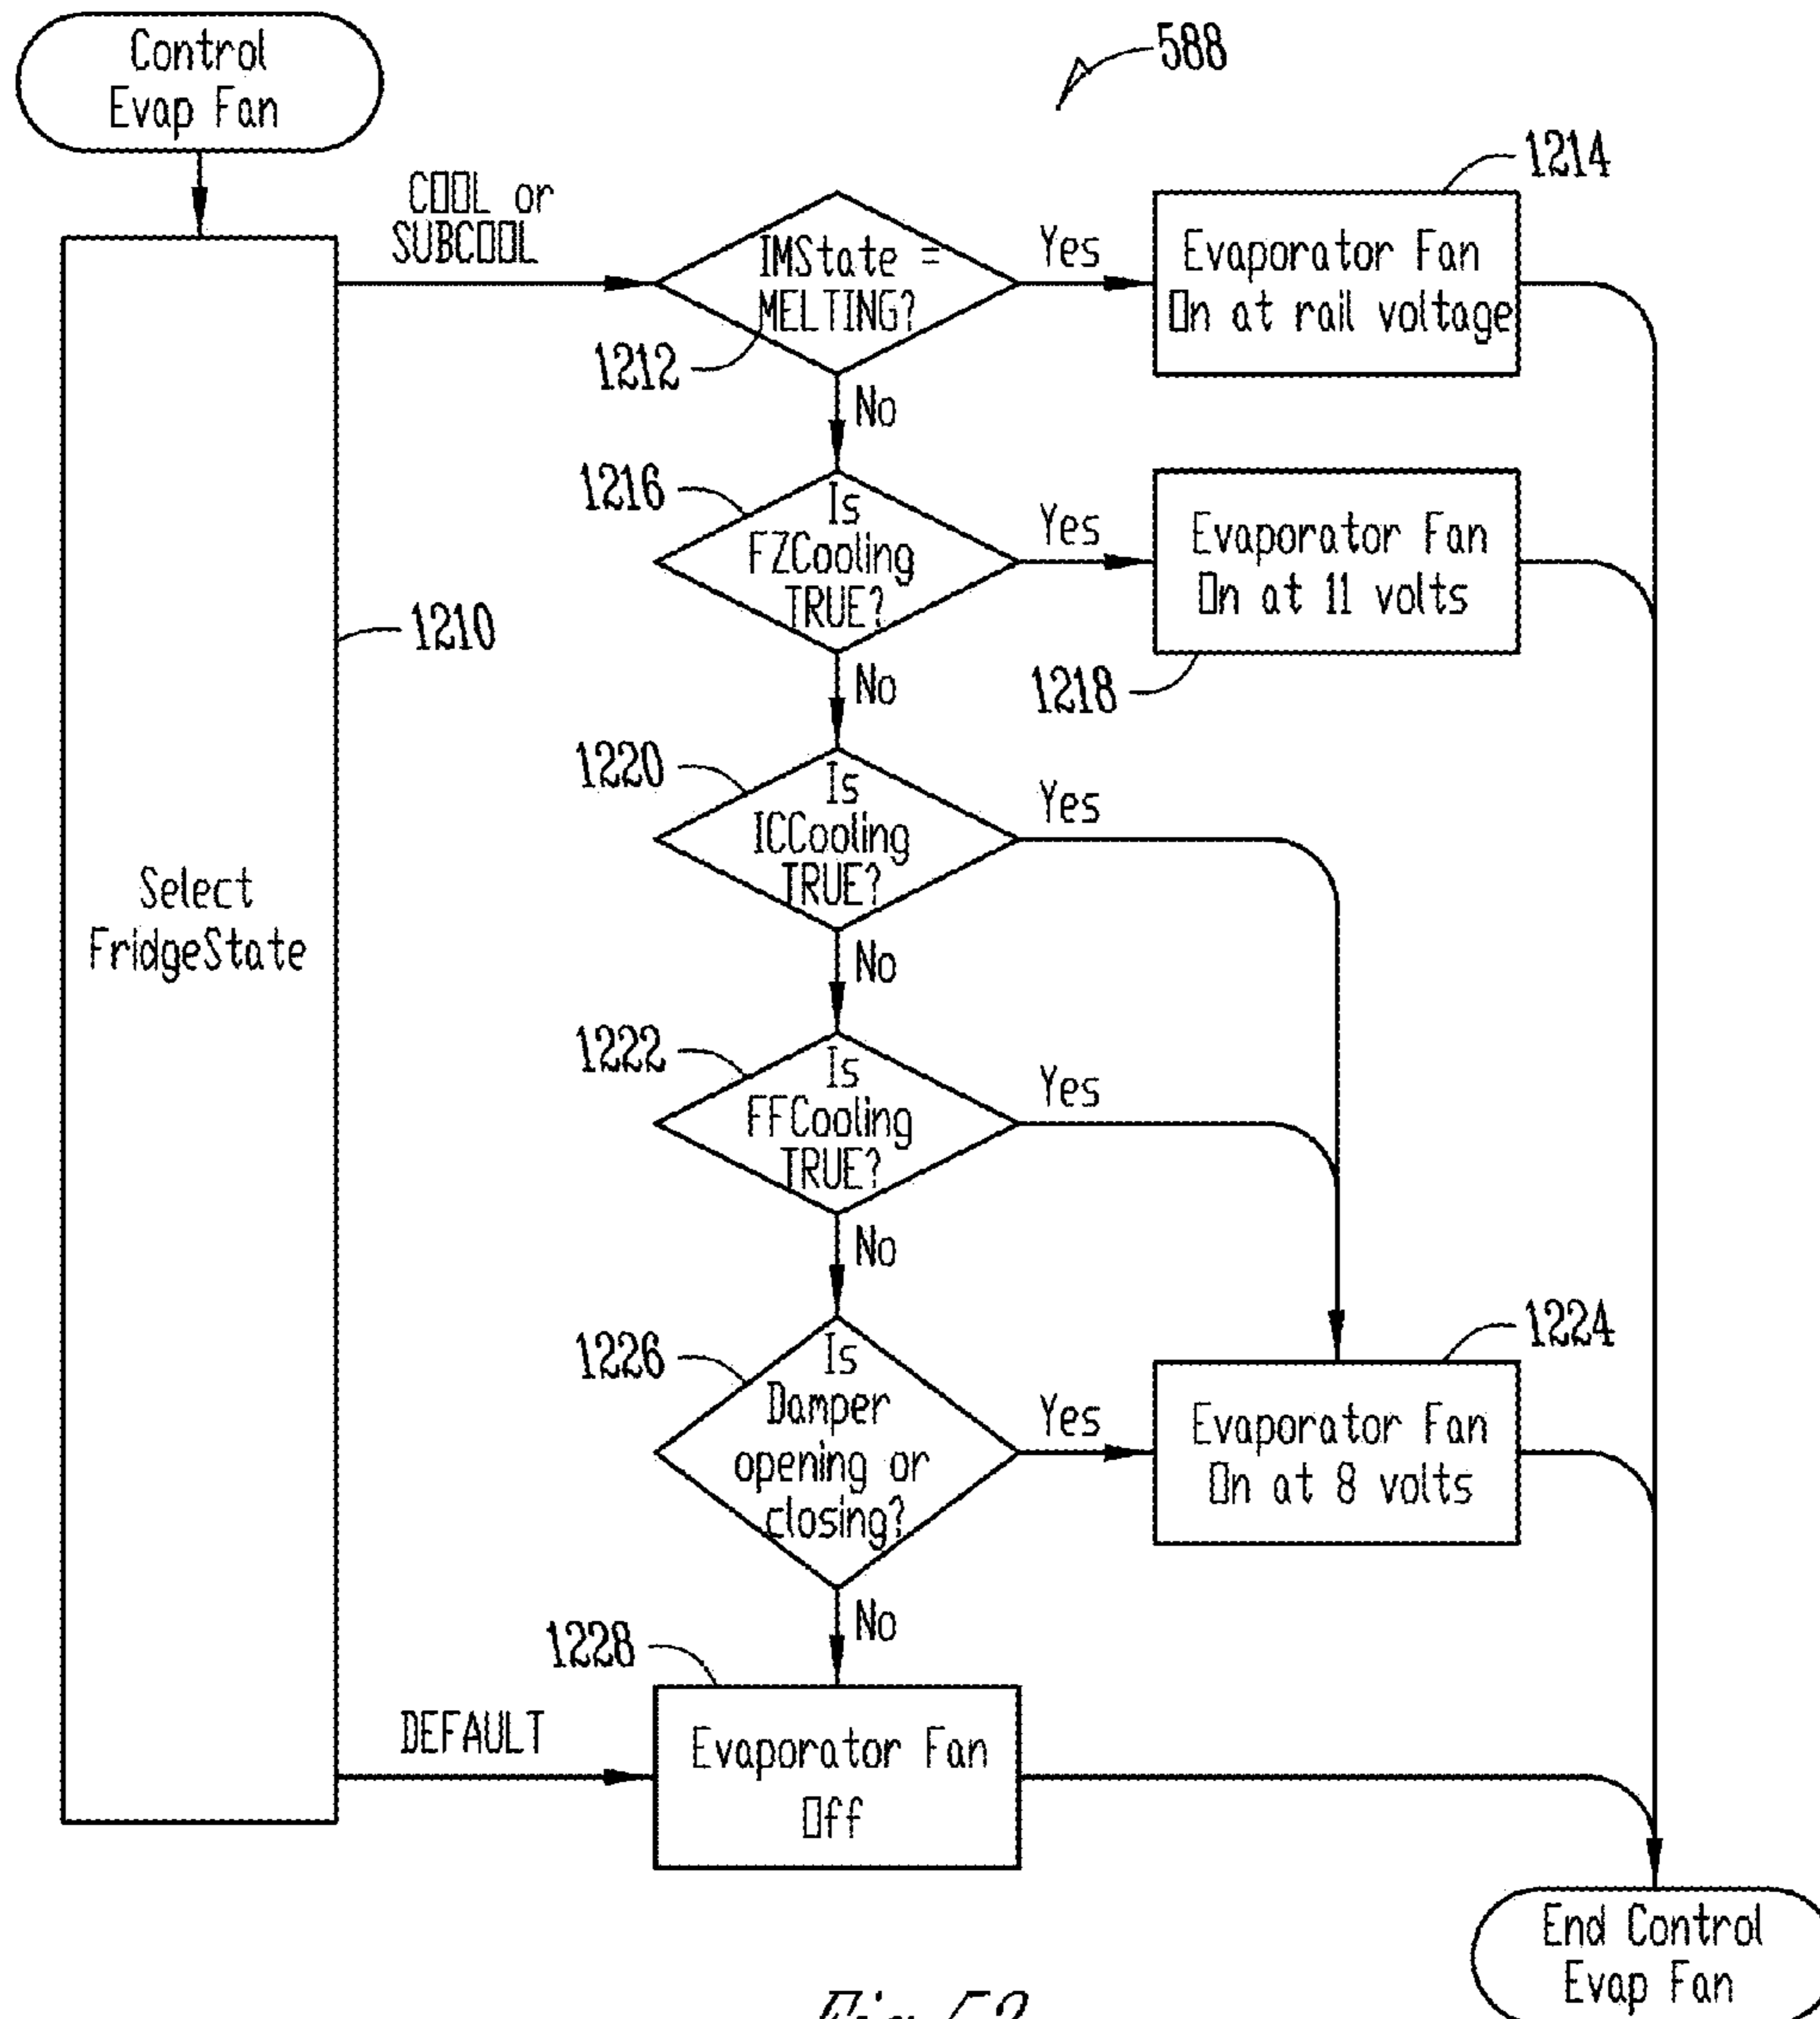 Control
Evap Fan
588
COOL or
SUBCOOL
IMState =
MELTING?
1212
Yes
1214
Evaporator Fan
On at rail voltage
No
1216
Is
FZCooling
TRUE?
Yes
Evaporator Fan
On at 11 volts
1218
1210
No
1220
Is
ICCooling
TRUE?
Yes
Select
FridgeState
No
1222
Is
FFCooling
TRUE?
Yes
No
1226
Is
Damper
opening or
closing?
Yes
1224
Evaporator Fan
On at 8 volts
No
1228
DEFAULT
Evaporator Fan
Off
End Control
Evap Fan